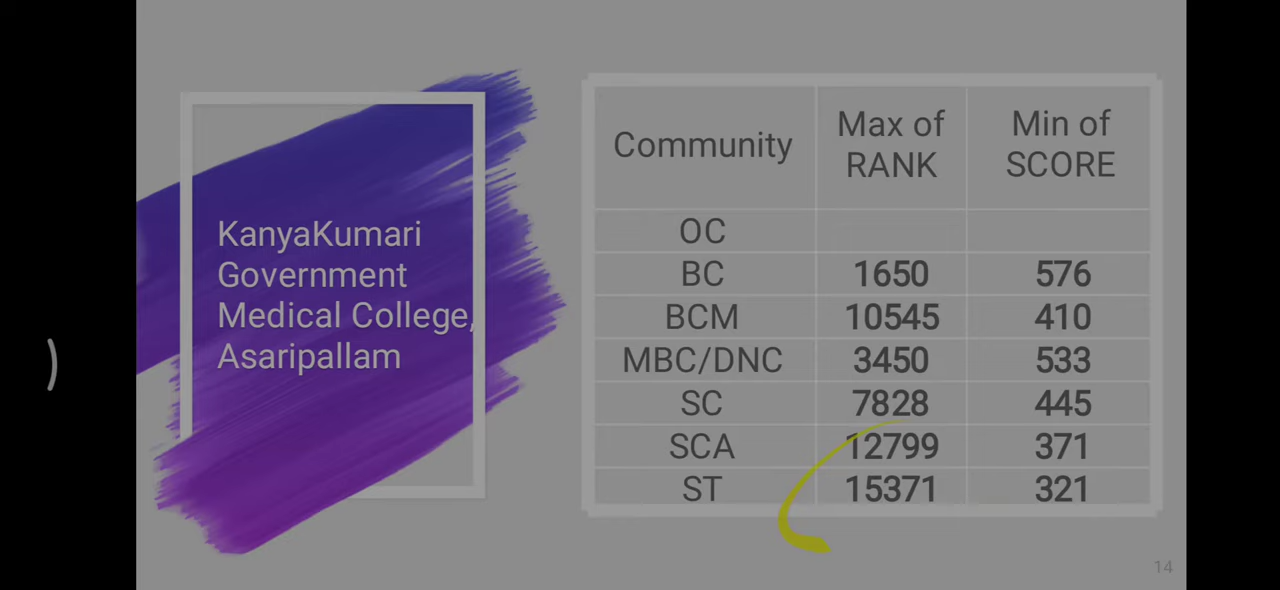 KanyaKumari
Government
Medical College,
Asaripallam
Community Max of RANK Min of SCORE
OC
BC 1650 576
BCM 10545 410
MBC/DNC 3450 533
SC 7828 445
SCA 12799 371
ST 15371 321
14